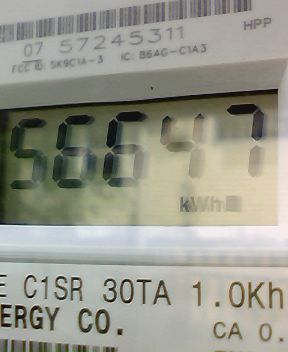 07 57245311
HPP
FCC ID: SK9C1A-3 IC: B6AG-C1A3
56647
kWh
E C1SR 30TA 1.0Kh
ERGY CO.
CA 0.